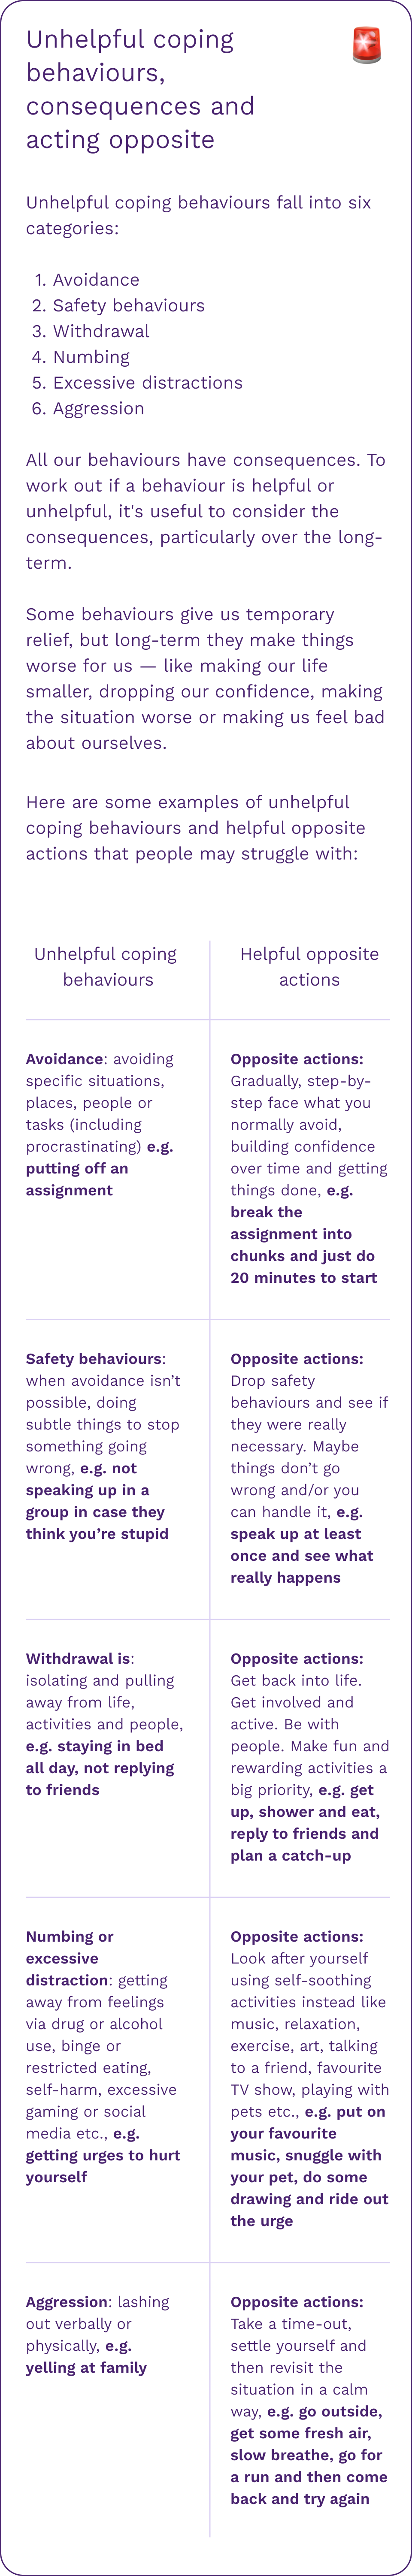 Unhelpful coping
behaviours,
consequences and
acting opposite
Unhelpful coping behaviours fall into six
categories:
1. Avoidance
2. Safety behaviours
3. Withdrawal
4. Numbing
5. Excessive distractions
6. Aggression
All our behaviours have consequences. To
work out if a behaviour is helpful or
unhelpful, it's useful to consider the
consequences, particularly over the long-
term.
Some behaviours give us temporary
relief, but long-term they make things
worse for us — like making our life
smaller, dropping our confidence, making
the situation worse or making us feel bad
about ourselves.
Here are some examples of unhelpful
coping behaviours and helpful opposite
actions that people may struggle with:
Unhelpful coping
behaviours
Helpful opposite
actions
Avoidance: avoiding
specific situations,
places, people or
tasks (including
procrastinating) e.g.
putting off an
assignment
Opposite actions:
Gradually, step-by-
step face what you
normally avoid,
building confidence
over time and getting
things done, e.g.
break the
assignment into
chunks and just do
20 minutes to start
Safety behaviours:
when avoidance isn’t
possible, doing
subtle things to stop
something going
wrong, e.g. not
speaking up in a
group in case they
think you’re stupid
Opposite actions:
Drop safety
behaviours and see if
they were really
necessary. Maybe
things don’t go
wrong and/or you
can handle it, e.g.
speak up at least
once and see what
really happens
Withdrawal is:
isolating and pulling
away from life,
activities and people,
e.g. staying in bed
all day, not replying
to friends
Opposite actions:
Get back into life.
Get involved and
active. Be with
people. Make fun and
rewarding activities a
big priority, e.g. get
up, shower and eat,
reply to friends and
plan a catch-up
Numbing or
excessive
distraction: getting
away from feelings
via drug or alcohol
use, binge or
restricted eating,
self-harm, excessive
gaming or social
media etc., e.g.
getting urges to hurt
yourself
Opposite actions:
Look after yourself
using self-soothing
activities instead like
music, relaxation,
exercise, art, talking
to a friend, favourite
TV show, playing with
pets etc., e.g. put on
your favourite
music, snuggle with
your pet, do some
drawing and ride out
the urge
Aggression: lashing
out verbally or
physically, e.g.
yelling at family
Opposite actions:
Take a time-out,
settle yourself and
then revisit the
situation in a calm
way, e.g. go outside,
get some fresh air,
slow breathe, go for
a run and then come
back and try again